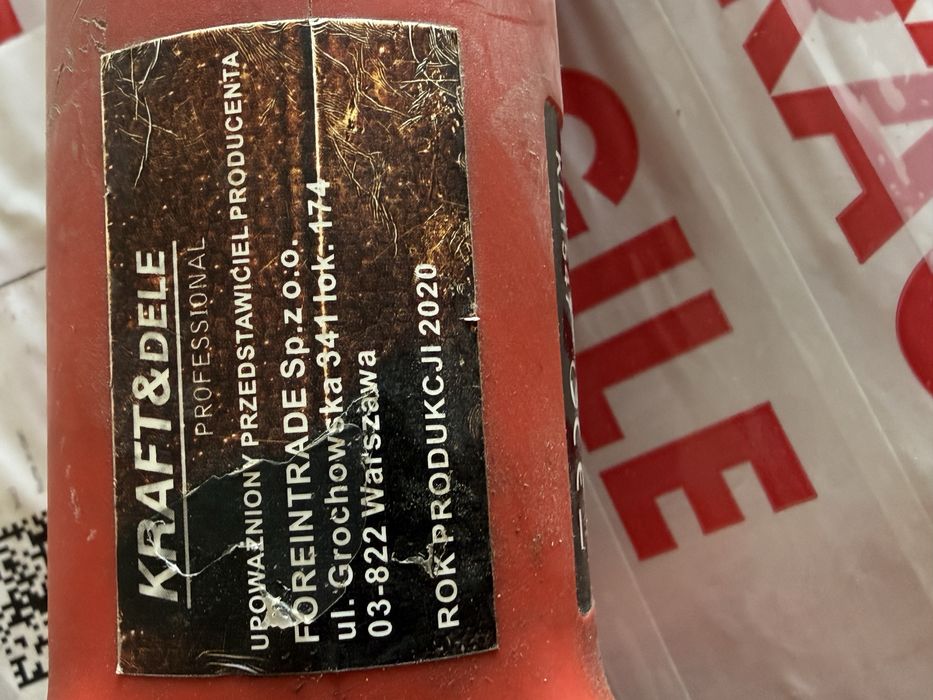 KRAFT&DELE
PROFESSIONAL
UPOWAŻNIONY PRZEDSTAWICIEL PRODUCENTA
FOREINTRADE Sp.z o.o.
ul. Grochowska 341 lok. 174
03-822 Warszawa
ROK PRODUKCJI 2020
GILE